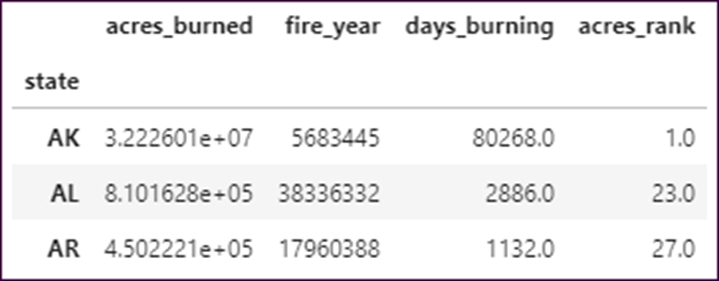 acres_burned fire_year days_burning acres_rank
state
AK 3.222601e+07 5683445 80268.0 1.0
AL 8.101628e+05 38336332 2886.0 23.0
AR 4.502221e+05 17960388 1132.0 27.0